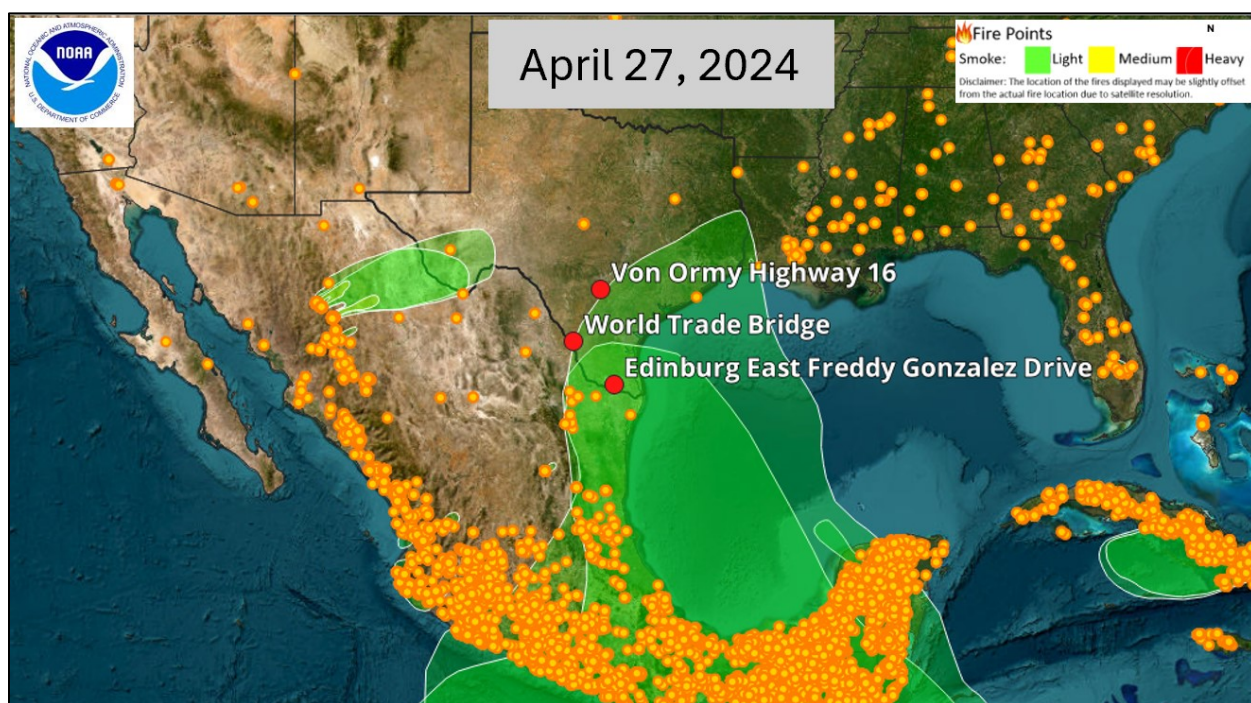 NATIONAL OCEANIC AND ATMOSPHERIC ADMINISTRATION
NOAA
U.S. DEPARTMENT OF COMMERCE
April 27, 2024
Fire Points
N
Smoke: Light Medium Heavy
Disclaimer: The location of the fires displayed may be slightly offset
from the actual fire location due to satellite resolution.
Von Ormy Highway 16
World Trade Bridge
Edinburg East Freddy Gonzalez Drive